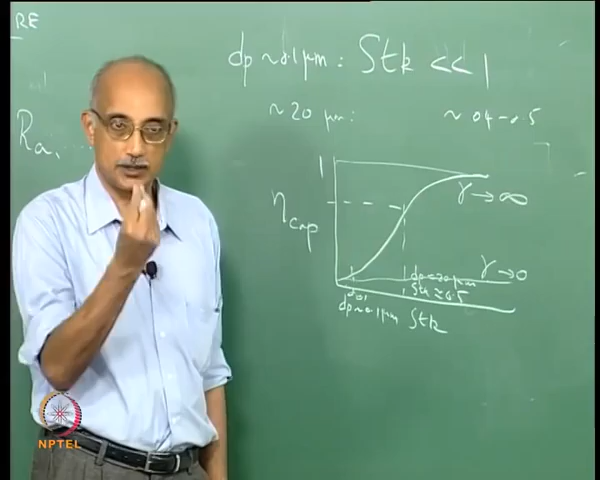 RE
dp ~ 0.1 μm : Stk << 1
Ra,
~ 20 μm : ~ 0.4 - 0.5
1
ηcap
γ → ∞
γ → 0
dp ~ 20 μm
Stk ≈ 0.5
dp ~ 0.1 μm Stk
NPTEL